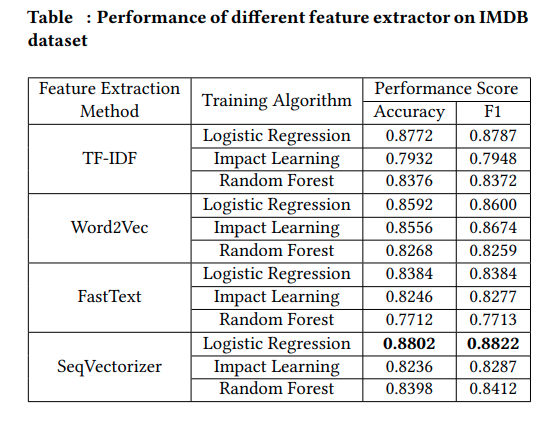 Table : Performance of different feature extractor on IMDB
dataset
Feature Extraction Method Training Algorithm Performance Score
Accuracy F1
TF-IDF Logistic Regression 0.8772 0.8787
Impact Learning 0.7932 0.7948
Random Forest 0.8376 0.8372
Word2Vec Logistic Regression 0.8592 0.8600
Impact Learning 0.8556 0.8674
Random Forest 0.8268 0.8259
FastText Logistic Regression 0.8384 0.8384
Impact Learning 0.8246 0.8277
Random Forest 0.7712 0.7713
SeqVectorizer Logistic Regression 0.8802 0.8822
Impact Learning 0.8236 0.8287
Random Forest 0.8398 0.8412